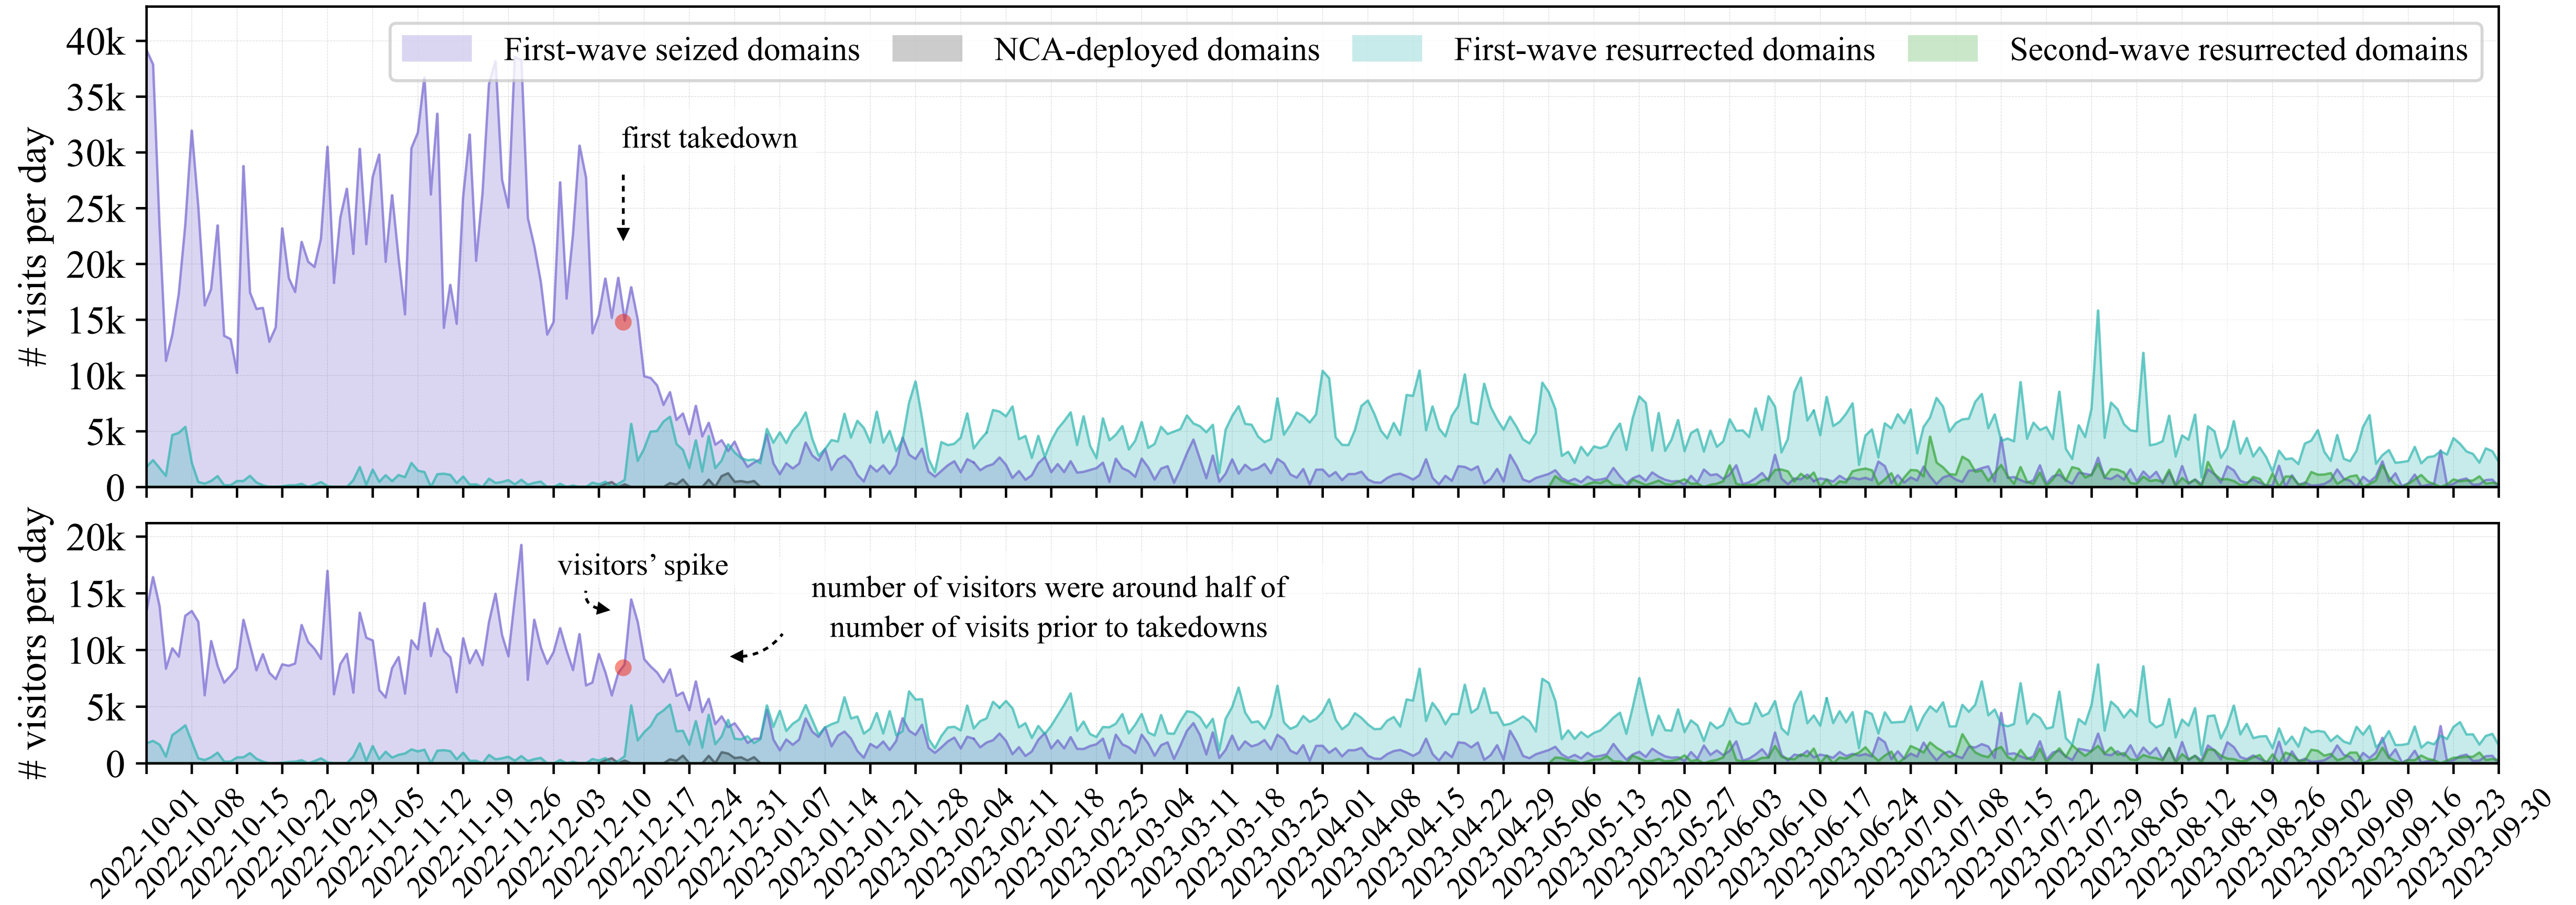 First-wave seized domains NCA-deployed domains First-wave resurrected domains Second-wave resurrected domains
# visits per day
40k
35k
30k
25k
20k
15k
10k
5k
0
first takedown
# visitors per day
20k
15k
10k
5k
0
visitors’ spike
number of visitors were around half of
number of visits prior to takedowns
2022-10-01
2022-10-08
2022-10-15
2022-10-22
2022-10-29
2022-11-05
2022-11-12
2022-11-19
2022-11-26
2022-12-03
2022-12-10
2022-12-17
2022-12-24
2022-12-31
2023-01-07
2023-01-14
2023-01-21
2023-01-28
2023-02-04
2023-02-11
2023-02-18
2023-02-25
2023-03-04
2023-03-11
2023-03-18
2023-03-25
2023-04-01
2023-04-08
2023-04-15
2023-04-22
2023-04-29
2023-05-06
2023-05-13
2023-05-20
2023-05-27
2023-06-03
2023-06-10
2023-06-17
2023-06-24
2023-07-01
2023-07-08
2023-07-15
2023-07-22
2023-07-29
2023-08-05
2023-08-12
2023-08-19
2023-08-26
2023-09-02
2023-09-09
2023-09-16
2023-09-23
2023-09-30